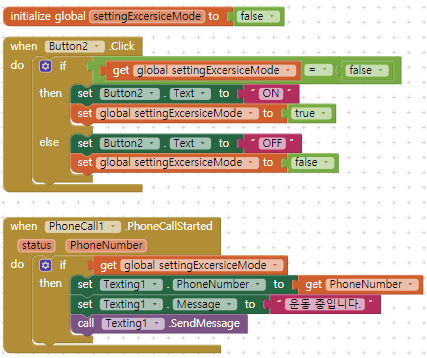 initialize global settingExcersiceMode to false
when Button2 .Click
do if get global settingExcersiceMode = false
then set Button2 . Text to " ON "
set global settingExcersiceMode to true
else set Button2 . Text to " OFF "
set global settingExcersiceMode to false
when PhoneCall1 .PhoneCallStarted
status PhoneNumber
do if get global settingExcersiceMode
then set Texting1 . PhoneNumber to get PhoneNumber
set Texting1 . Message to " 운동 중입니다. "
call Texting1 .SendMessage